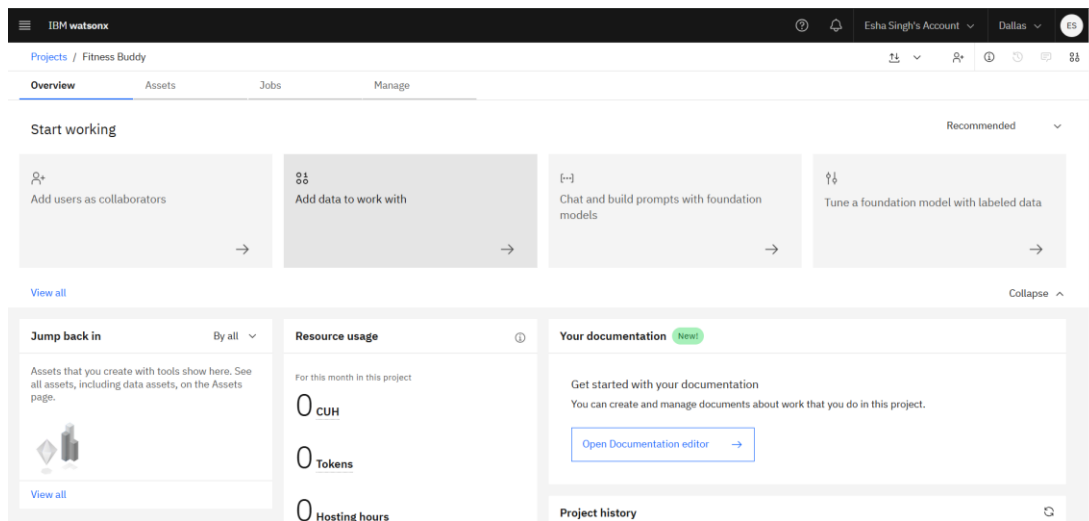 IBM watsonx
Esha Singh's Account
Dallas
ES
Projects / Fitness Buddy
Overview
Assets
Jobs
Manage
Start working
Recommended
Add users as collaborators
Add data to work with
Chat and build prompts with foundation
models
Tune a foundation model with labeled data
View all
Collapse
Jump back in
By all
Assets that you create with tools show here. See
all assets, including data assets, on the Assets
page.
View all
Resource usage
For this month in this project
0 CUH
0 Tokens
0 Hosting hours
Your documentation New!
Get started with your documentation
You can create and manage documents about work that you do in this project.
Open Documentation editor
Project history